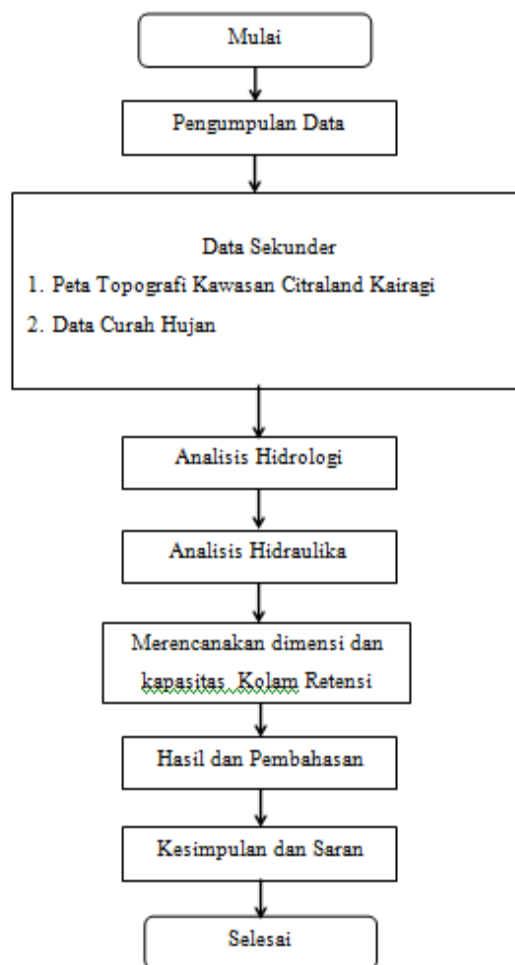 Mulai
Pengumpulan Data
Data Sekunder
1. Peta Topografi Kawasan Citraland Kairagi
2. Data Curah Hujan
Analisis Hidrologi
Analisis Hidraulika
Merencanakan dimensi dan
kapasitas Kolam Retensi
Hasil dan Pembahasan
Kesimpulan dan Saran
Selesai